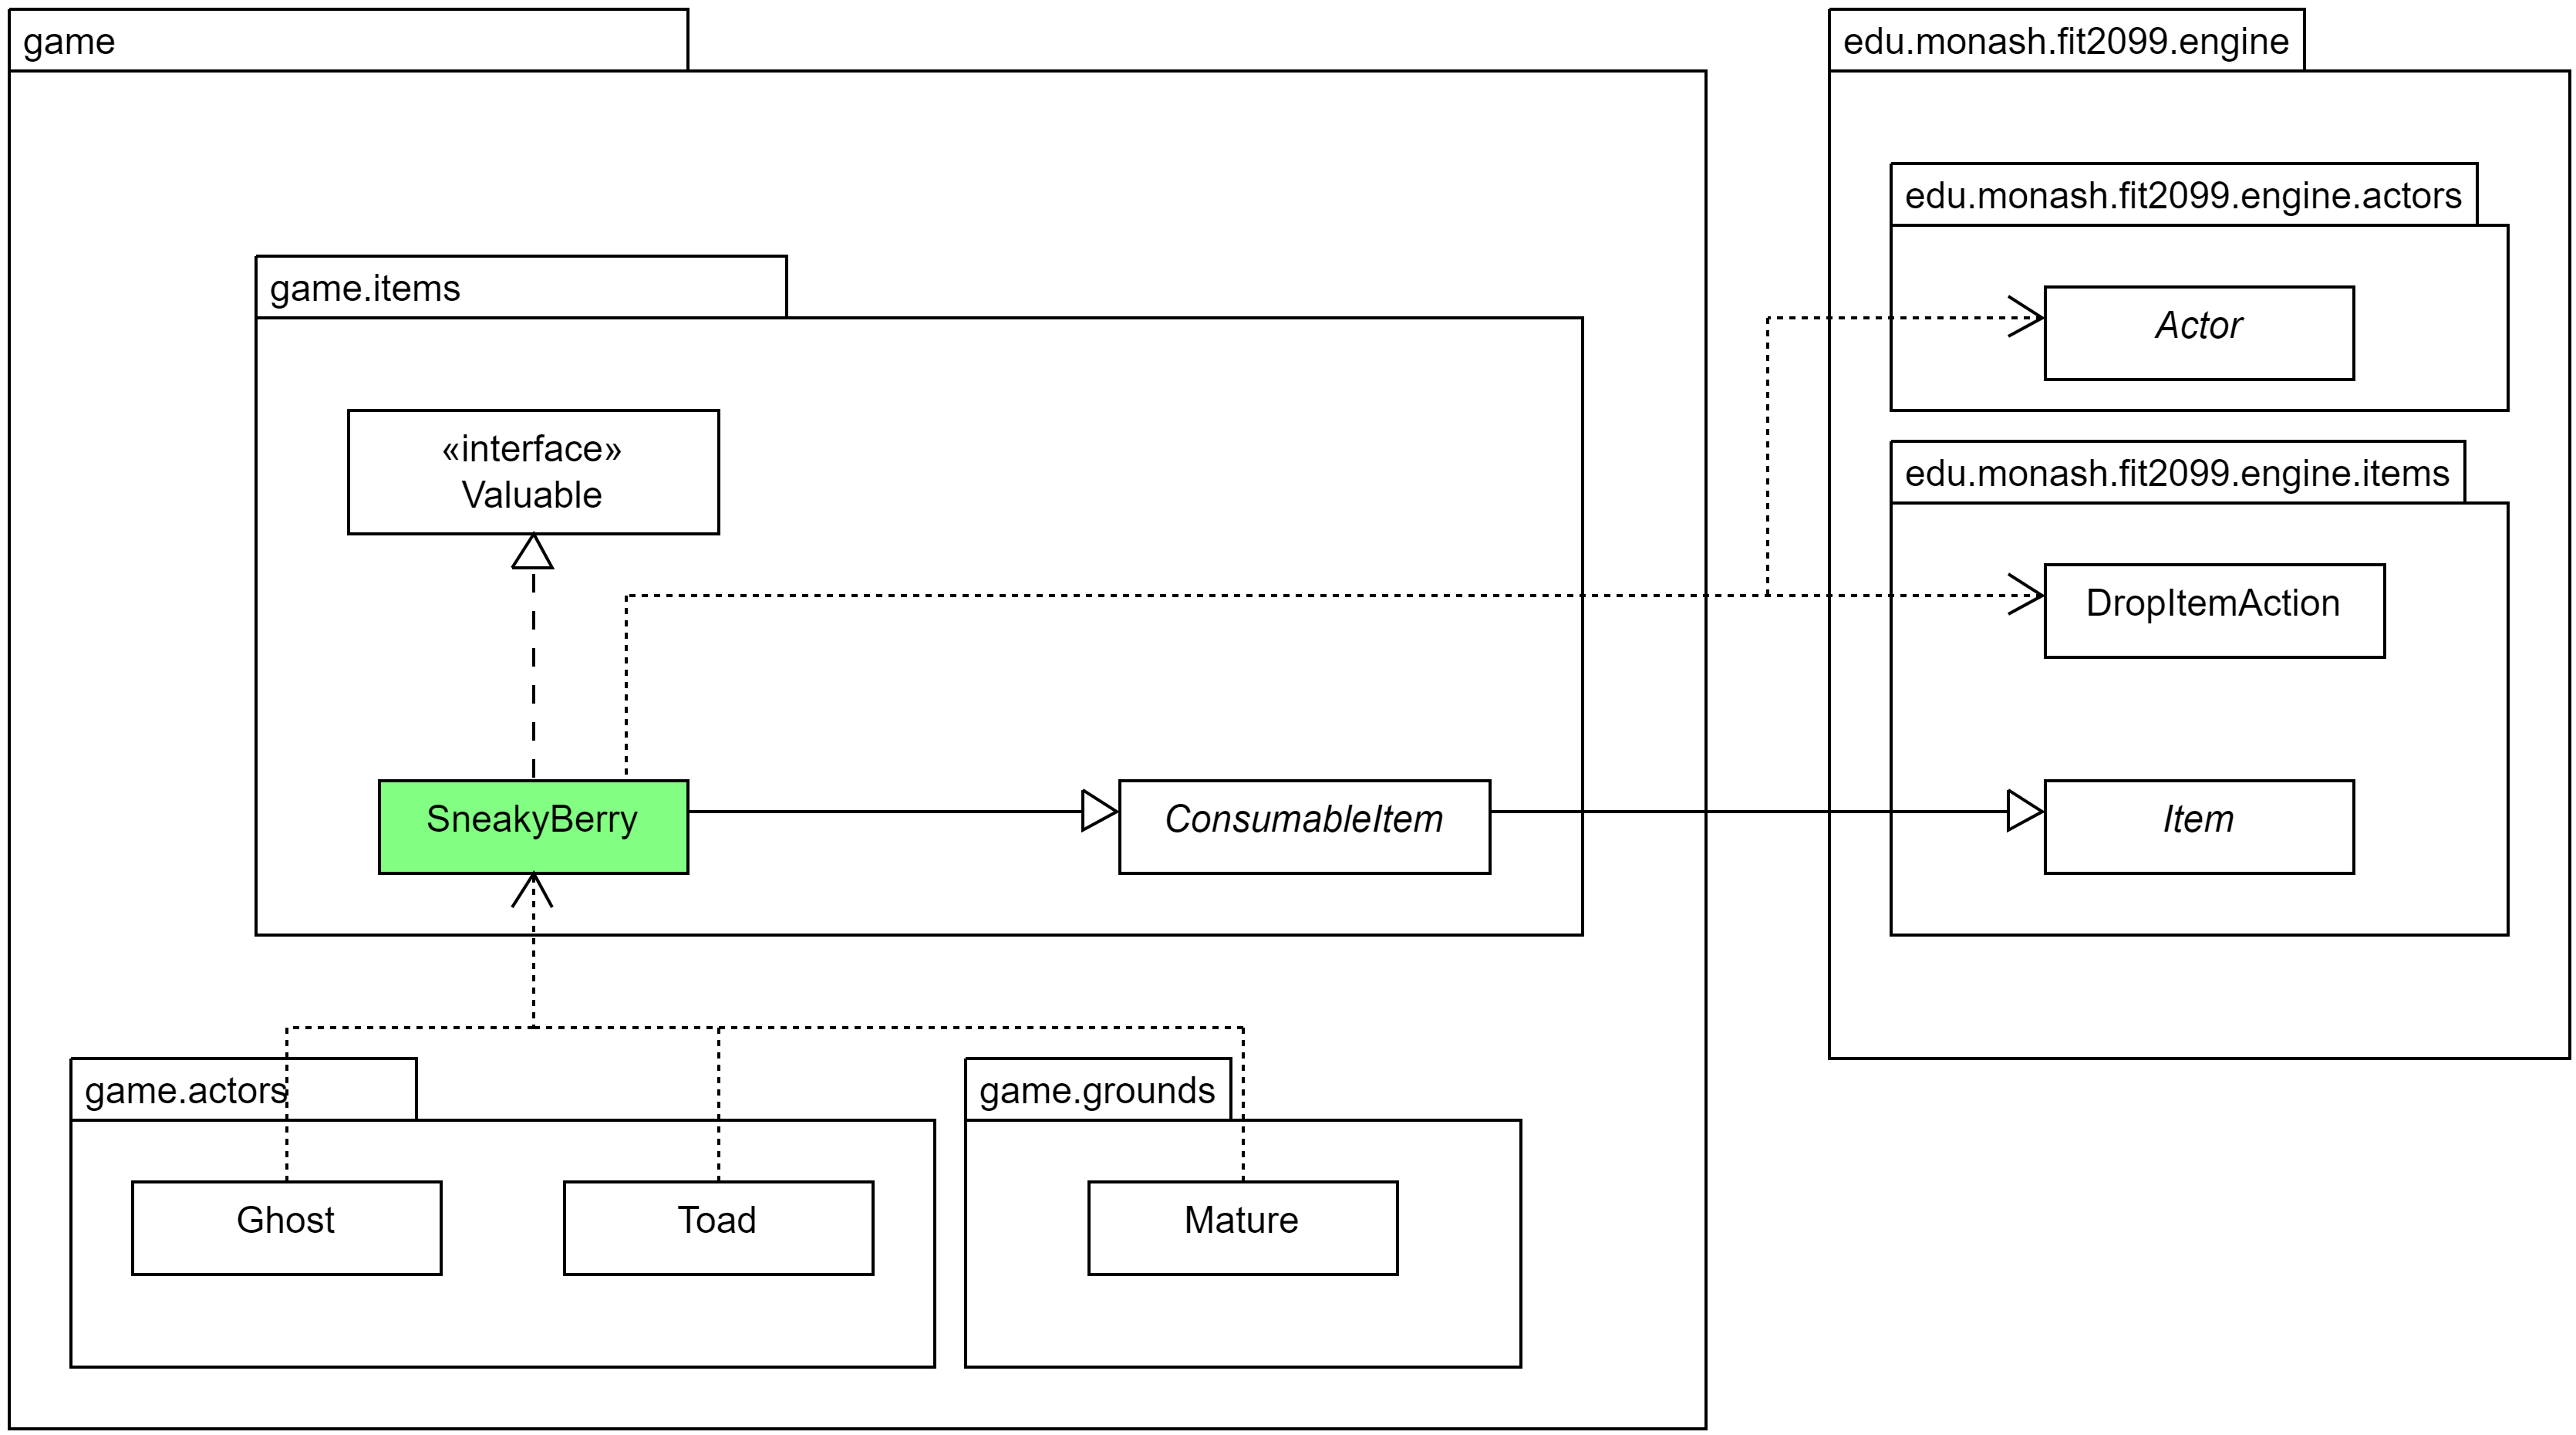 game
edu.monash.fit2099.engine
edu.monash.fit2099.engine.actors
Actor
game.items
«interface»
Valuable
edu.monash.fit2099.engine.items
DropItemAction
SneakyBerry
ConsumableItem
Item
game.actors
game.grounds
Ghost
Toad
Mature